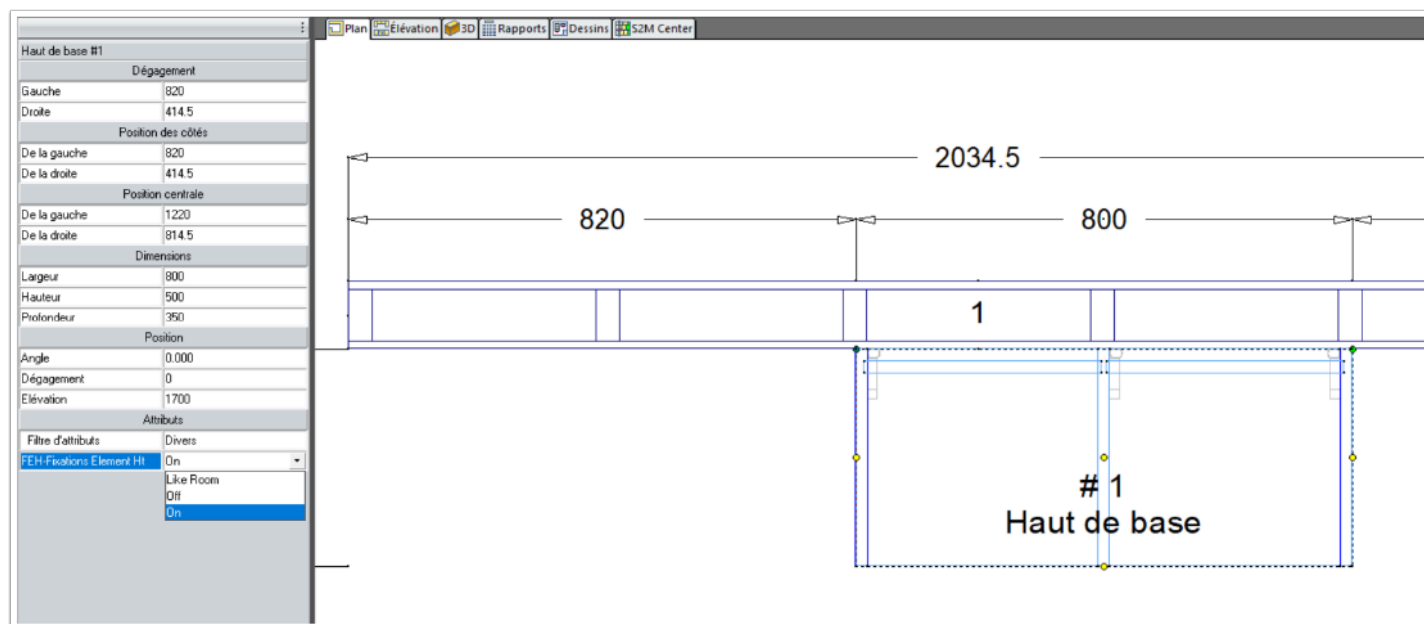 Plan Élévation 3D Rapports Dessins S2M Center
Haut de base #1
Dégagement
Gauche 820
Droite 414.5
Position des côtés
De la gauche 820
De la droite 414.5
Position centrale
De la gauche 1220
De la droite 814.5
Dimensions
Largeur 800
Hauteur 500
Profondeur 350
Position
Angle 0.000
Dégagement 0
Elévation 1700
Attributs
Filtre d'attributs Divers
FEH-Fixations Element Ht On
Like Room
Off
On
2034.5
820 800
1
# 1
Haut de base